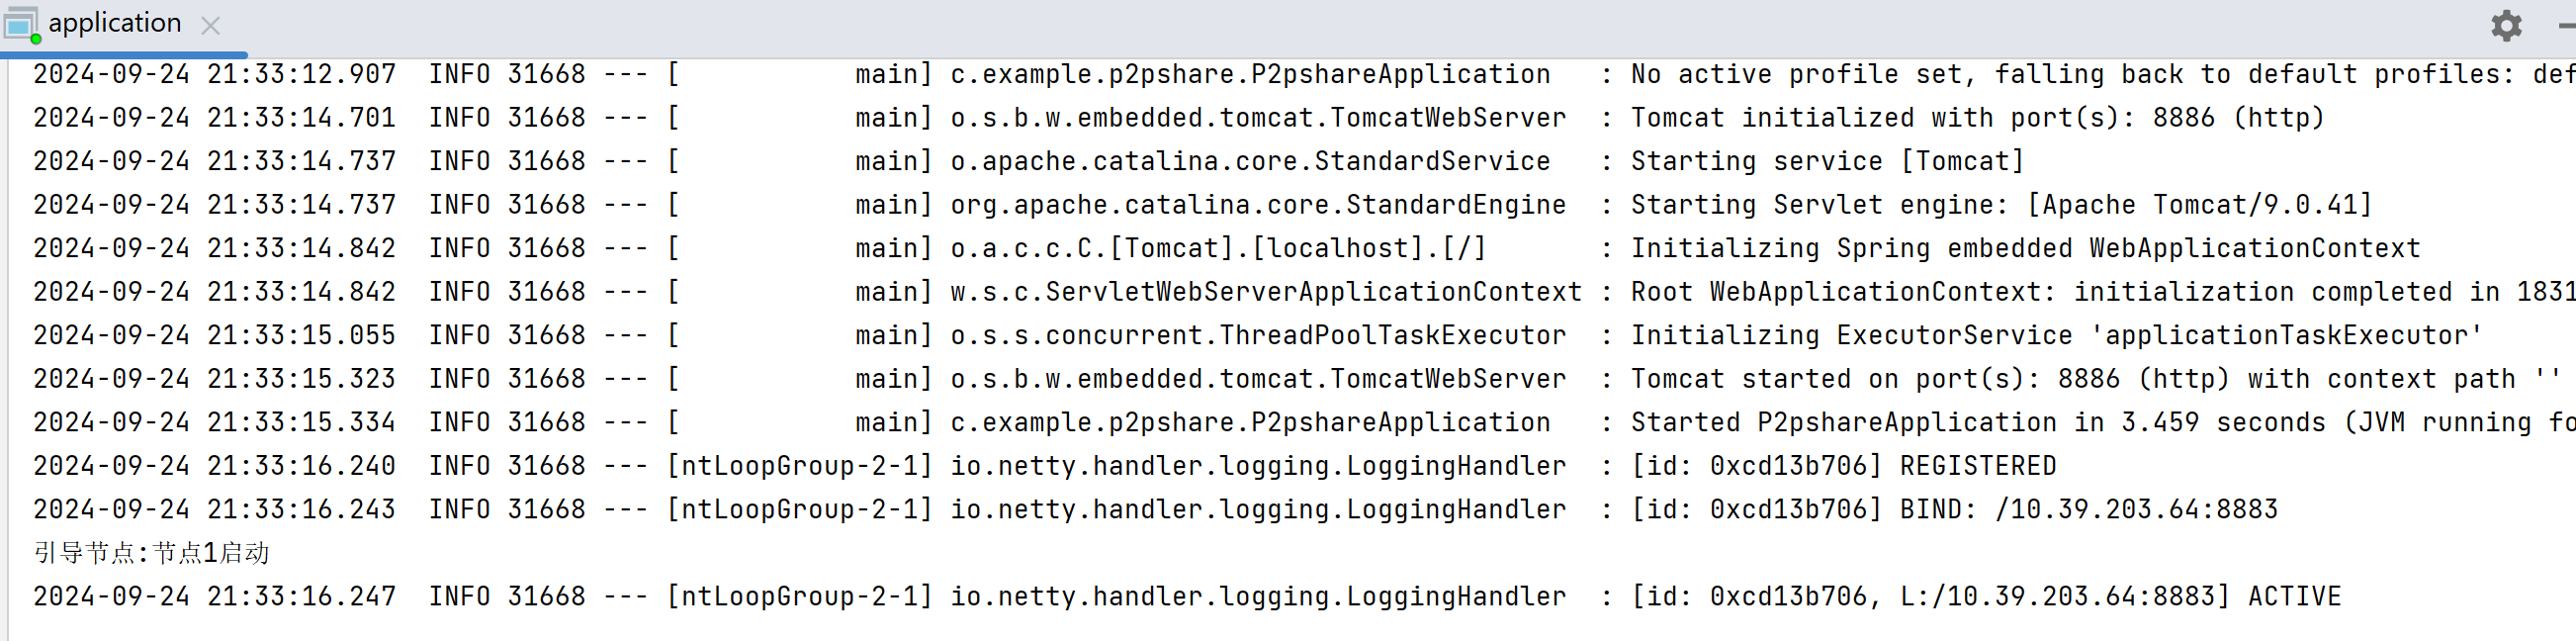 application
2024-09-24 21:33:12.907  INFO 31668 --- [           main] c.example.p2pshare.P2pshareApplication   : No active profile set, falling back to default profiles: def
2024-09-24 21:33:14.701  INFO 31668 --- [           main] o.s.b.w.embedded.tomcat.TomcatWebServer  : Tomcat initialized with port(s): 8886 (http)
2024-09-24 21:33:14.737  INFO 31668 --- [           main] o.apache.catalina.core.StandardService   : Starting service [Tomcat]
2024-09-24 21:33:14.737  INFO 31668 --- [           main] org.apache.catalina.core.StandardEngine  : Starting Servlet engine: [Apache Tomcat/9.0.41]
2024-09-24 21:33:14.842  INFO 31668 --- [           main] o.a.c.c.C.[Tomcat].[localhost].[/]       : Initializing Spring embedded WebApplicationContext
2024-09-24 21:33:14.842  INFO 31668 --- [           main] w.s.c.ServletWebServerApplicationContext : Root WebApplicationContext: initialization completed in 1831
2024-09-24 21:33:15.055  INFO 31668 --- [           main] o.s.s.concurrent.ThreadPoolTaskExecutor  : Initializing ExecutorService 'applicationTaskExecutor'
2024-09-24 21:33:15.323  INFO 31668 --- [           main] o.s.b.w.embedded.tomcat.TomcatWebServer  : Tomcat started on port(s): 8886 (http) with context path ''
2024-09-24 21:33:15.334  INFO 31668 --- [           main] c.example.p2pshare.P2pshareApplication   : Started P2pshareApplication in 3.459 seconds (JVM running fo
2024-09-24 21:33:16.240  INFO 31668 --- [ntLoopGroup-2-1] io.netty.handler.logging.LoggingHandler  : [id: 0xcd13b706] REGISTERED
2024-09-24 21:33:16.243  INFO 31668 --- [ntLoopGroup-2-1] io.netty.handler.logging.LoggingHandler  : [id: 0xcd13b706] BIND: /10.39.203.64:8883
引导节点:节点1启动
2024-09-24 21:33:16.247  INFO 31668 --- [ntLoopGroup-2-1] io.netty.handler.logging.LoggingHandler  : [id: 0xcd13b706, L:/10.39.203.64:8883] ACTIVE